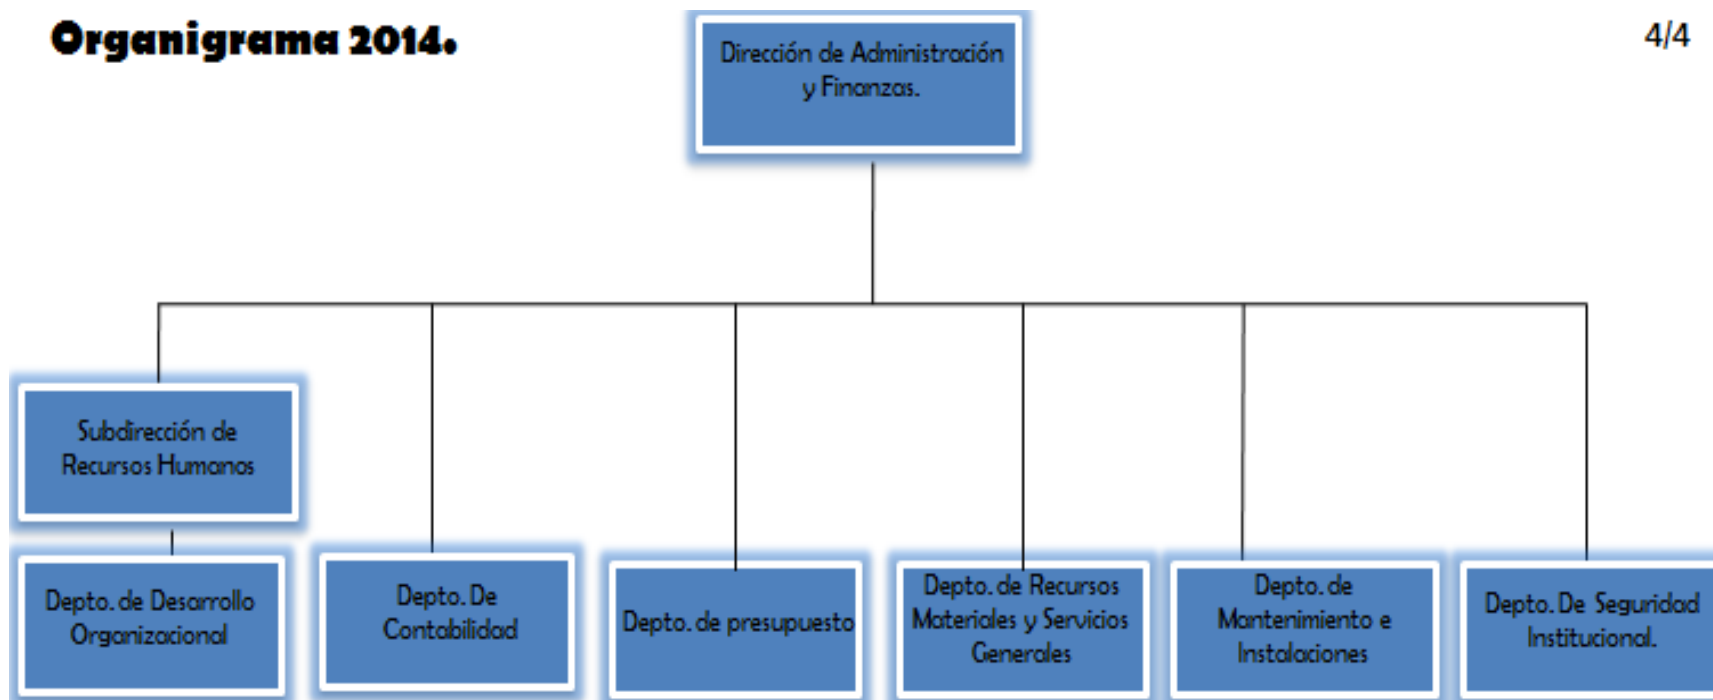 Organigrama 2014.
4/4
Dirección de Administración
y Finanzas.
Subdirección de
Recursos Humanos
Depto. de Desarrollo
Organizacional
Depto. De
Contabilidad
Depto. de presupuesto
Depto. de Recursos
Materiales y Servicios
Generales
Depto. de
Mantenimiento e
Instalaciones
Depto. De Seguridad
Institucional.